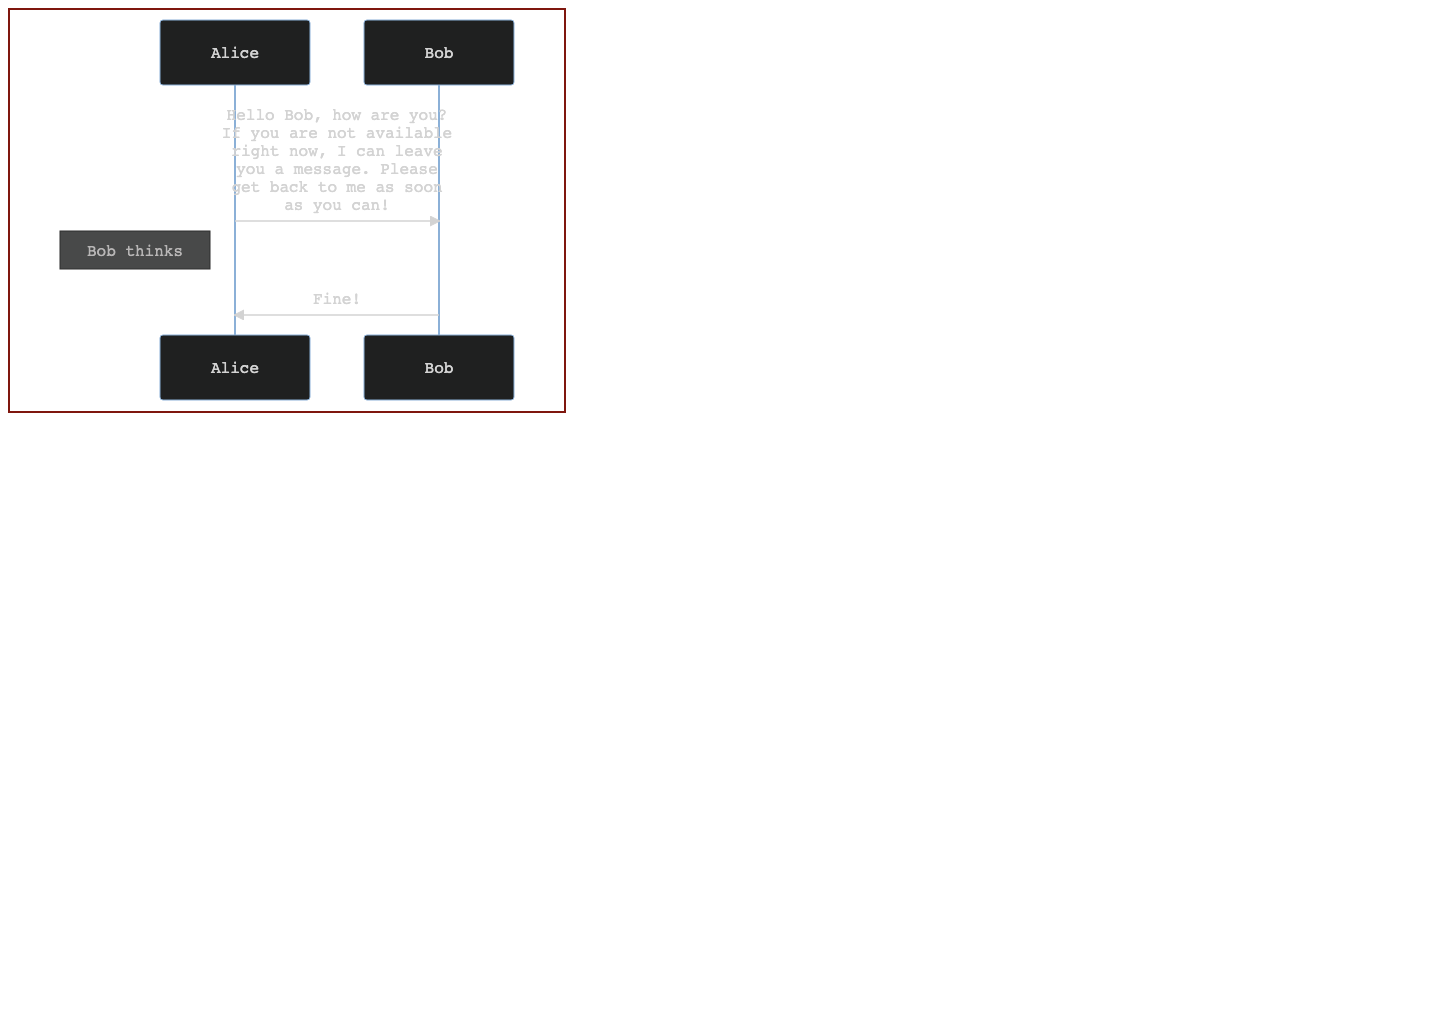 Alice
Bob
Hello Bob, how are you?
If you are not available
right now, I can leave
you a message. Please
get back to me as soon
as you can!
Bob thinks
Fine!
Alice
Bob